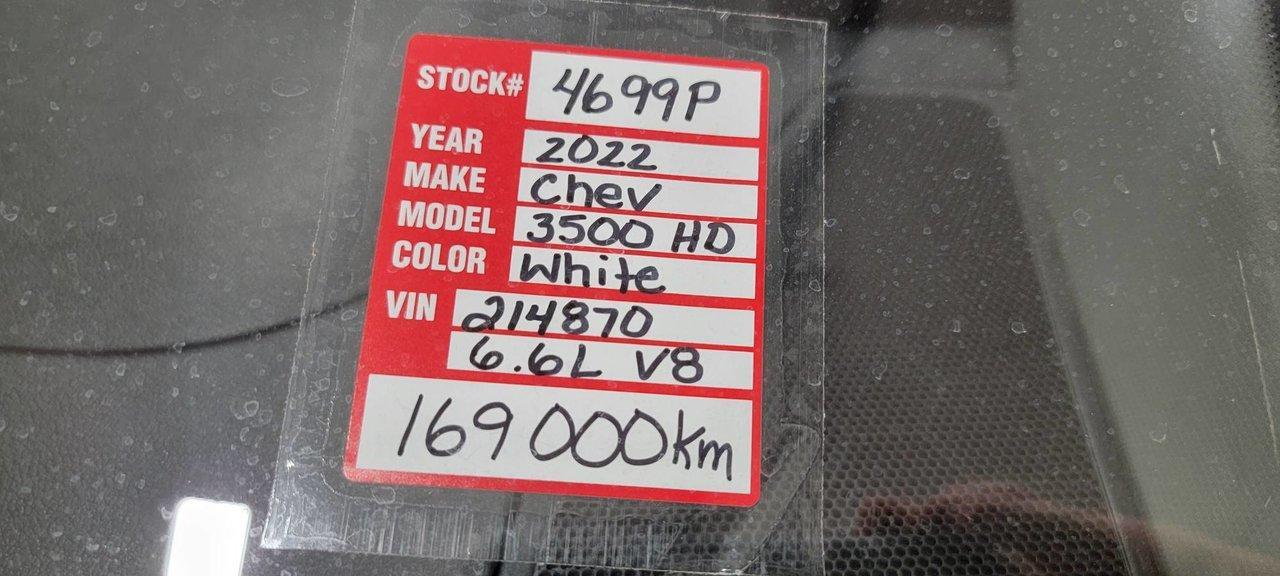 STOCK# 4699P
YEAR 2022
MAKE Chev
MODEL 3500 HD
COLOR White
VIN 214870
6.6L V8
169 000km